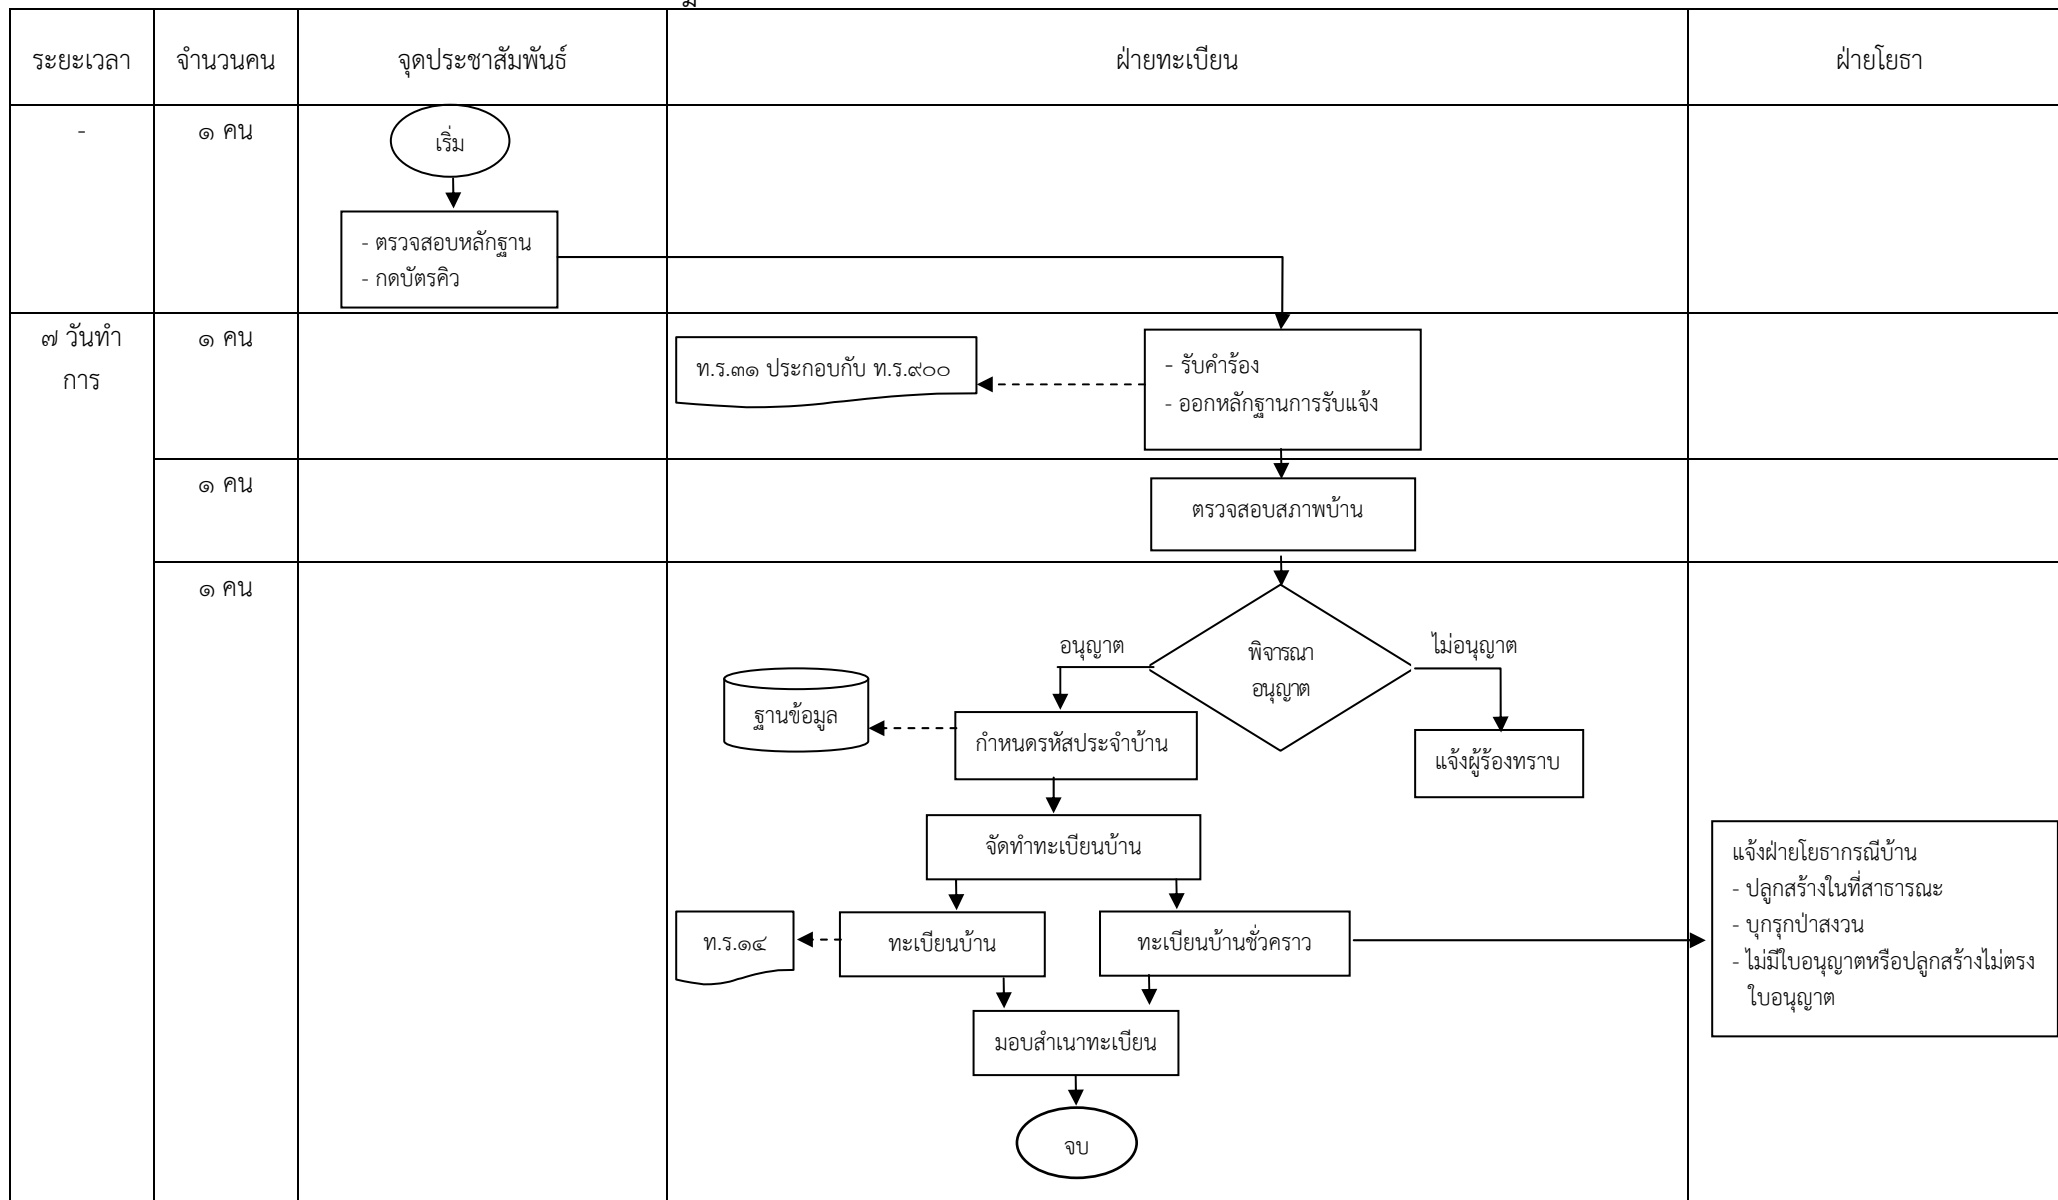 ระยะเวลา
จำนวนคน
จุดประชาสัมพันธ์
ฝ่ายทะเบียน
ฝ่ายโยธา
-
๑ คน
เริ่ม
- ตรวจสอบหลักฐาน
- กดบัตรคิว
๗ วันทำ
การ
๑ คน
ท.ร.๓๑ ประกอบกับ ท.ร.๙๐๐
- รับคำร้อง
- ออกหลักฐานการรับแจ้ง
๑ คน
ตรวจสอบสภาพบ้าน
๑ คน
อนุญาต
พิจารณา
อนุญาต
ไม่อนุญาต
ฐานข้อมูล
กำหนดรหัสประจำบ้าน
แจ้งผู้ร้องทราบ
จัดทำทะเบียนบ้าน
ท.ร.๑๔
ทะเบียนบ้าน
ทะเบียนบ้านชั่วคราว
แจ้งฝ่ายโยธากรณีบ้าน
- ปลูกสร้างในที่สาธารณะ
- บุกรุกป่าสงวน
- ไม่มีใบอนุญาตหรือปลูกสร้างไม่ตรง
ใบอนุญาต
มอบสำเนาทะเบียน
จบ